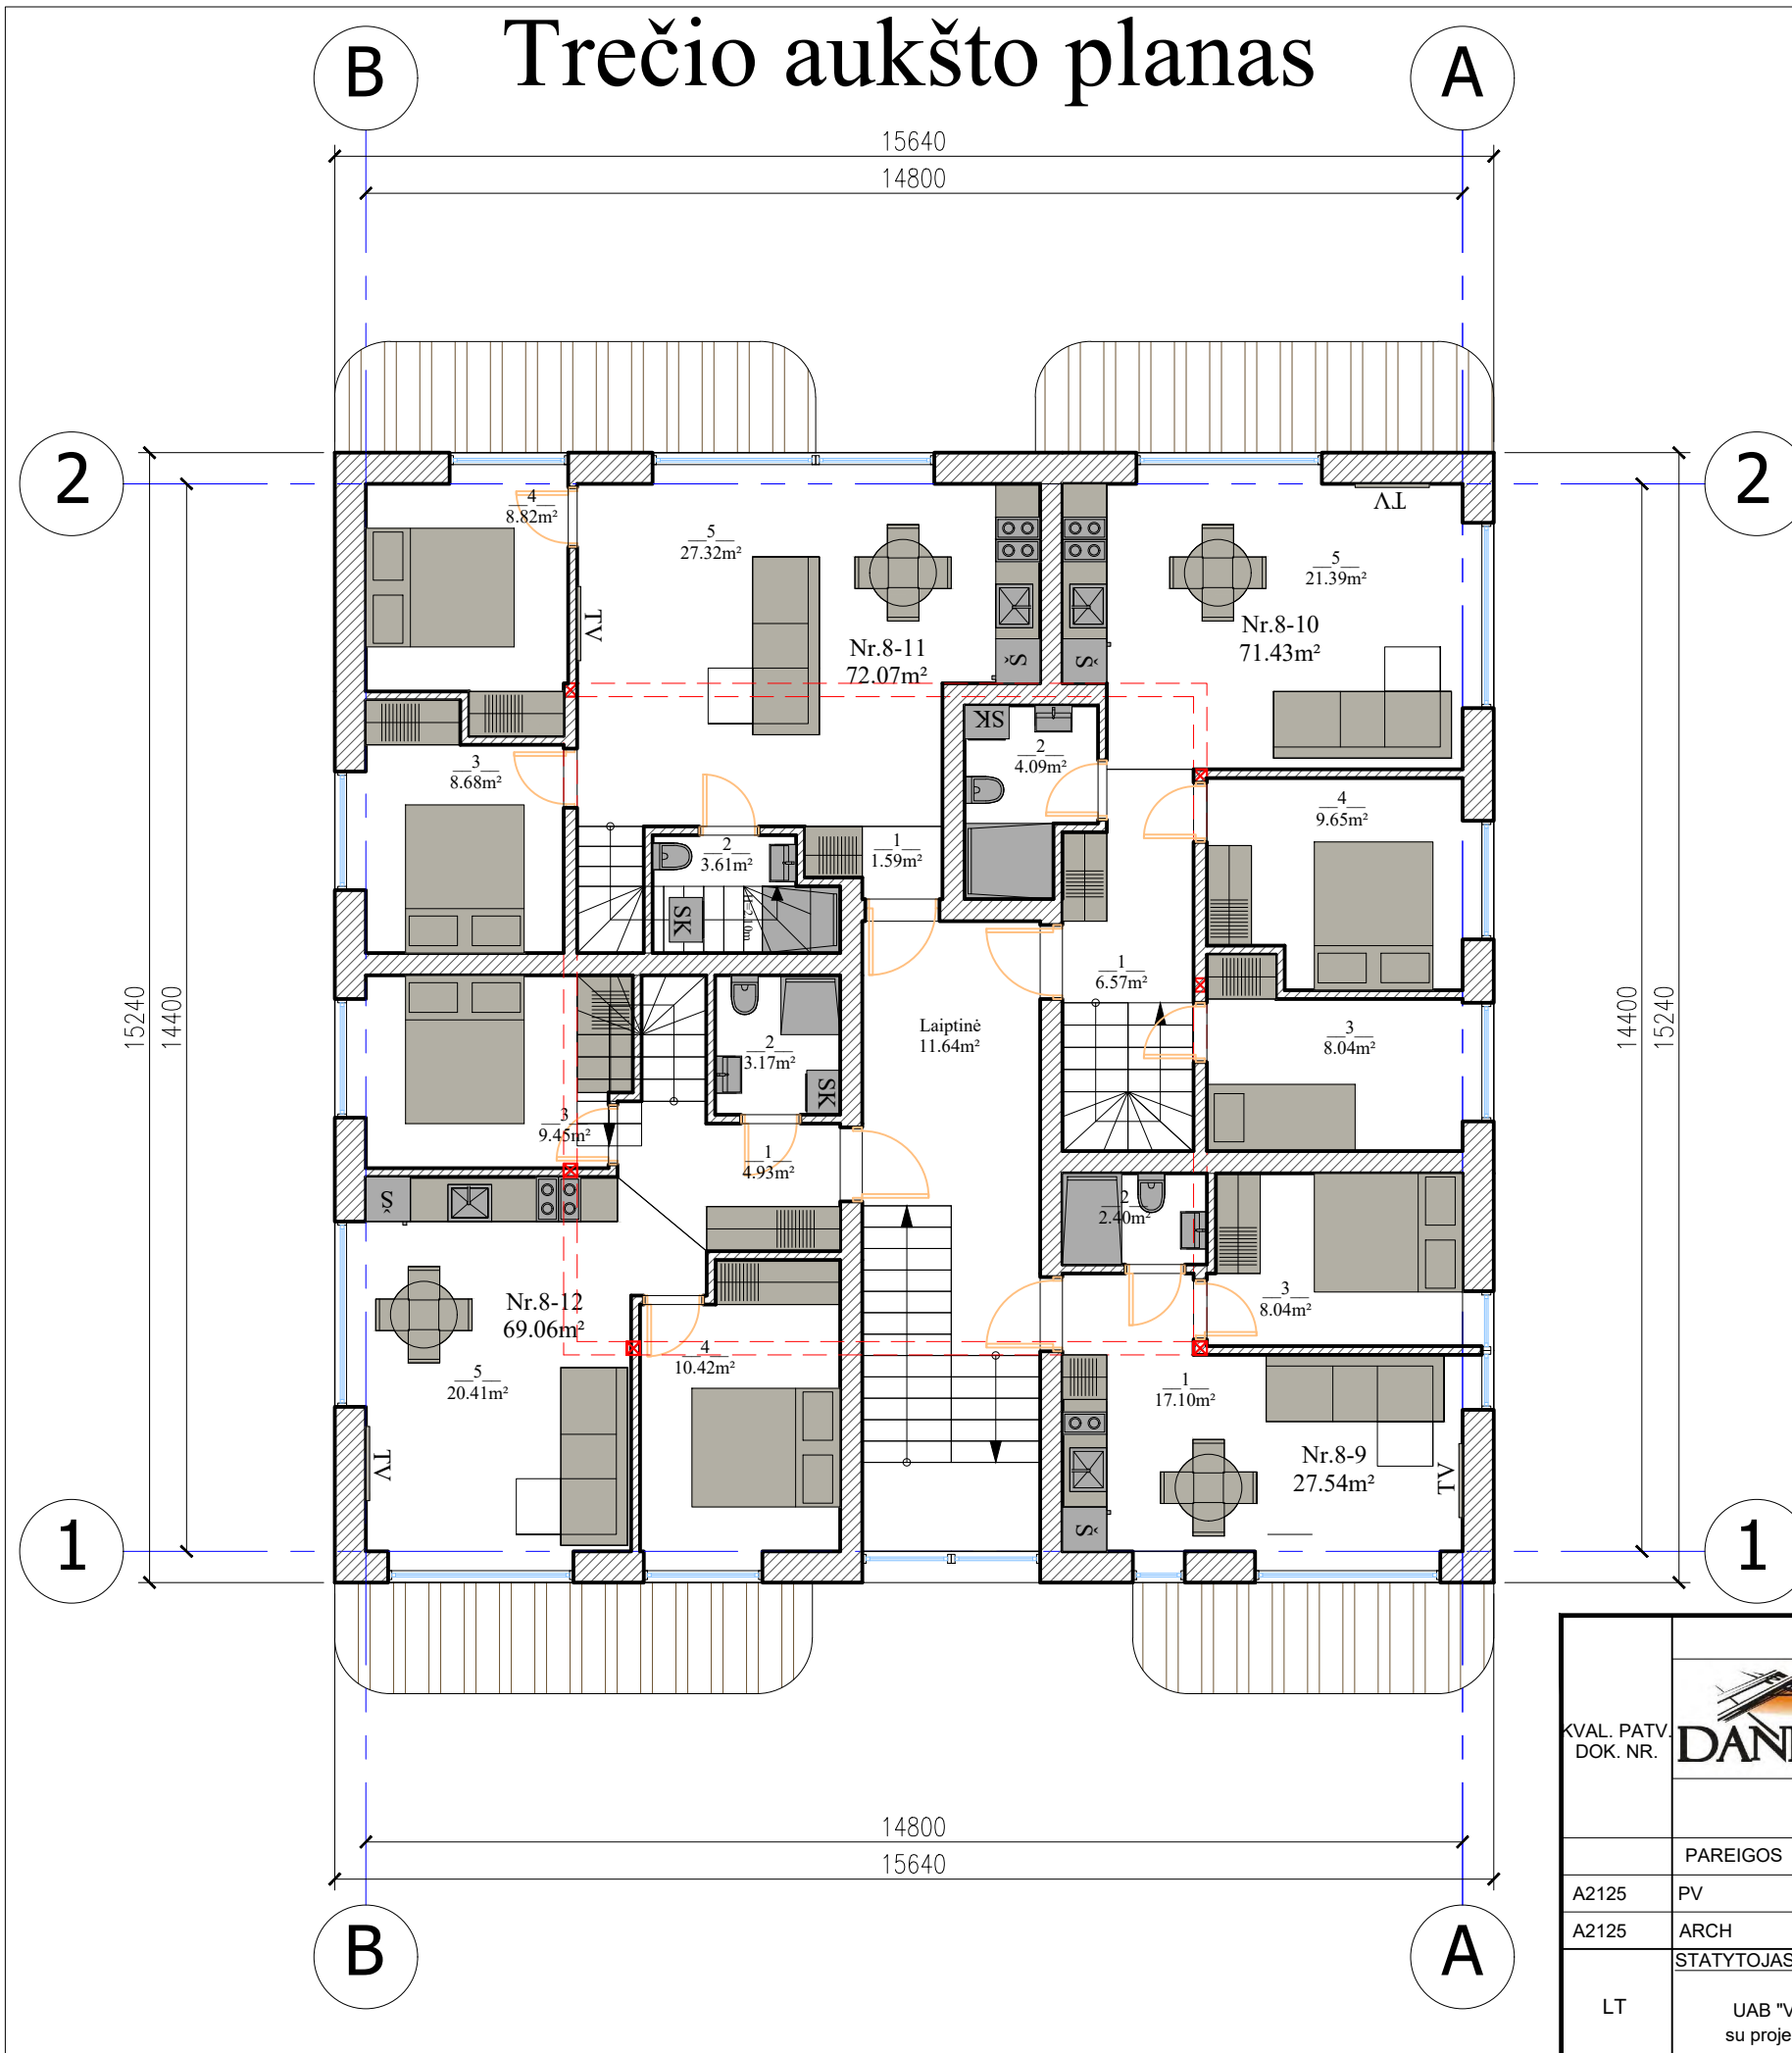 Trečio aukšto planas
B
A
15640
14800
2
2
4
8.82m²
5
27.32m²
TV
Nr.8-11
72.07m²
Š
Š
TV
5
21.39m²
Nr.8-10
71.43m²
3
8.68m²
SK
2
4.09m²
4
9.65m²
2
3.61m²
1
1.59m²
SK
H=2.10m
1
6.57m²
15240
14400
14400
15240
Laiptinė
11.64m²
3
8.04m²
2
3.17m²
SK
3
9.45m²
1
4.93m²
Š
2
2.40m²
3
8.04m²
Nr.8-12
69.06m²
4
10.42m²
5
20.41m²
1
17.10m²
TV
Nr.8-9
27.54m²
TV
Š
1
1
KVAL. PATV.
DOK. NR.
14800
15640
PAREIGOS
A2125
PV
A2125
ARCH
STATYTOJAS
LT
UAB "V
su proje
B
A